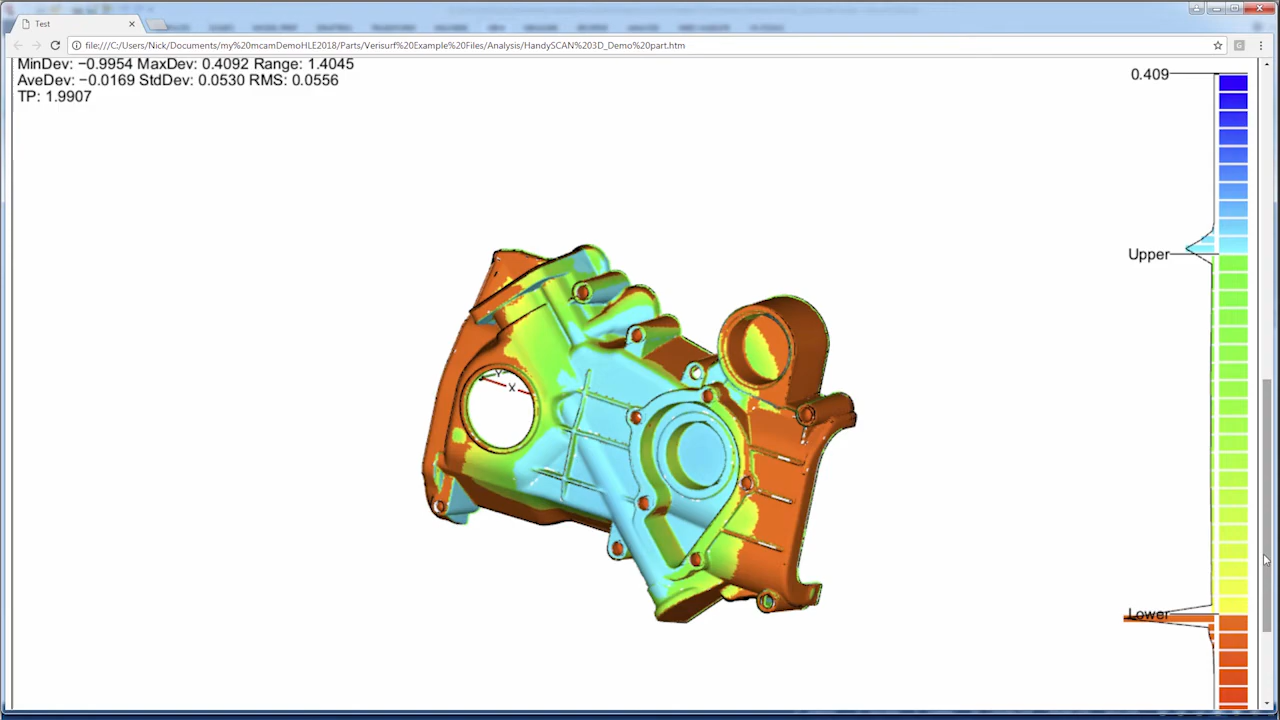 Test
file:///C:/Users/Nick/Documents/my%20mcamDemoHLE2018/Parts/Verisurf%20Example%20Files/Analysis/HandySCAN%203D_Demo%20part.htm
MinDev: −0.9954 MaxDev: 0.4092 Range: 1.4045
AveDev: −0.0169 StdDev: 0.0530 RMS: 0.0556
TP: 1.9907
0.409
Upper
Y
X
Lower